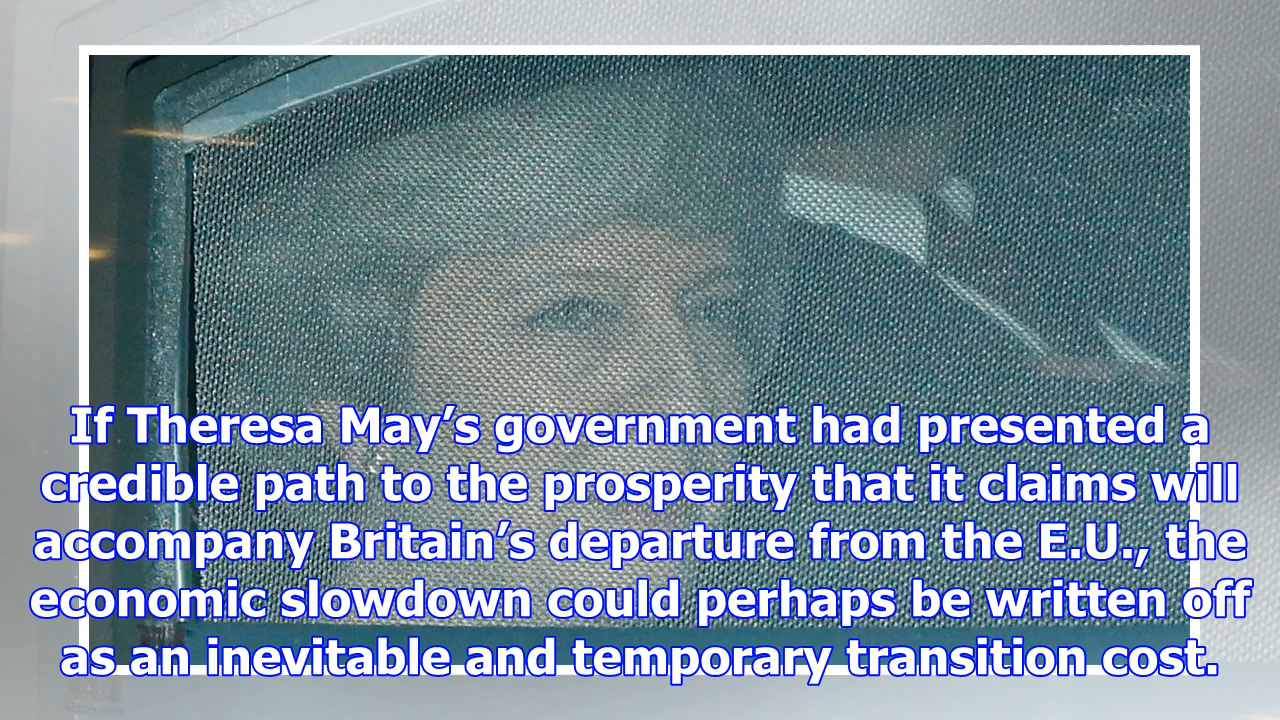 If Theresa May’s government had presented a
credible path to the prosperity that it claims will
accompany Britain’s departure from the E.U., the
economic slowdown could perhaps be written off
as an inevitable and temporary transition cost.